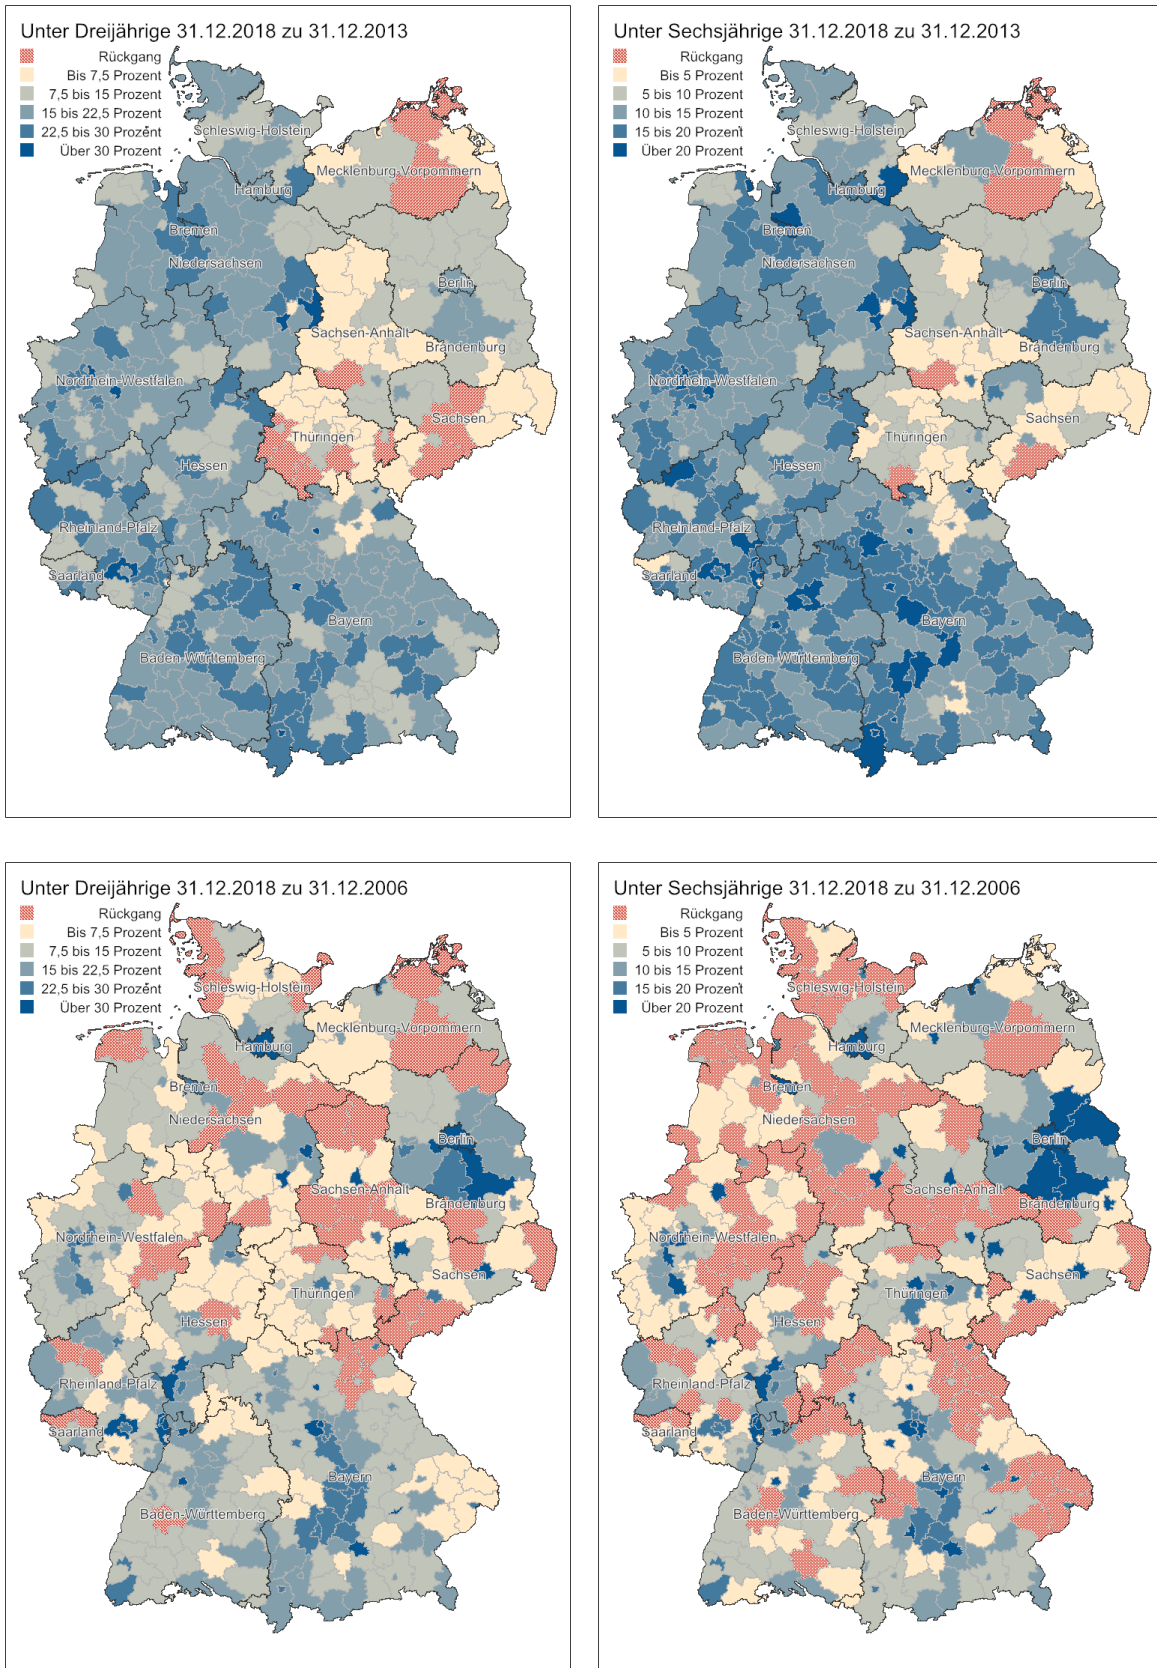 Unter Dreijährige 31.12.2018 zu 31.12.2013
Rückgang
Bis 7,5 Prozent
7,5 bis 15 Prozent
15 bis 22,5 Prozent
22,5 bis 30 Prozent
Über 30 Prozent
Schleswig-Holstein
Mecklenburg-Vorpommern
Hamburg
Bremen
Niedersachsen
Berlin
Sachsen-Anhalt
Brandenburg
Nordrhein-Westfalen
Sachsen
Thüringen
Hessen
Rheinland-Pfalz
Saarland
Bayern
Baden-Württemberg
Unter Sechsjährige 31.12.2018 zu 31.12.2013
Rückgang
Bis 5 Prozent
5 bis 10 Prozent
10 bis 15 Prozent
15 bis 20 Prozent
Über 20 Prozent
Schleswig-Holstein
Mecklenburg-Vorpommern
Hamburg
Bremen
Niedersachsen
Berlin
Sachsen-Anhalt
Brandenburg
Nordrhein-Westfalen
Sachsen
Thüringen
Hessen
Rheinland-Pfalz
Saarland
Bayern
Baden-Württemberg
Unter Dreijährige 31.12.2018 zu 31.12.2006
Rückgang
Bis 7,5 Prozent
7,5 bis 15 Prozent
15 bis 22,5 Prozent
22,5 bis 30 Prozent
Über 30 Prozent
Schleswig-Holstein
Mecklenburg-Vorpommern
Hamburg
Bremen
Niedersachsen
Berlin
Sachsen-Anhalt
Brandenburg
Nordrhein-Westfalen
Sachsen
Thüringen
Hessen
Rheinland-Pfalz
Saarland
Bayern
Baden-Württemberg
Unter Sechsjährige 31.12.2018 zu 31.12.2006
Rückgang
Bis 5 Prozent
5 bis 10 Prozent
10 bis 15 Prozent
15 bis 20 Prozent
Über 20 Prozent
Schleswig-Holstein
Mecklenburg-Vorpommern
Hamburg
Bremen
Niedersachsen
Berlin
Sachsen-Anhalt
Brandenburg
Nordrhein-Westfalen
Sachsen
Thüringen
Hessen
Rheinland-Pfalz
Saarland
Bayern
Baden-Württemberg